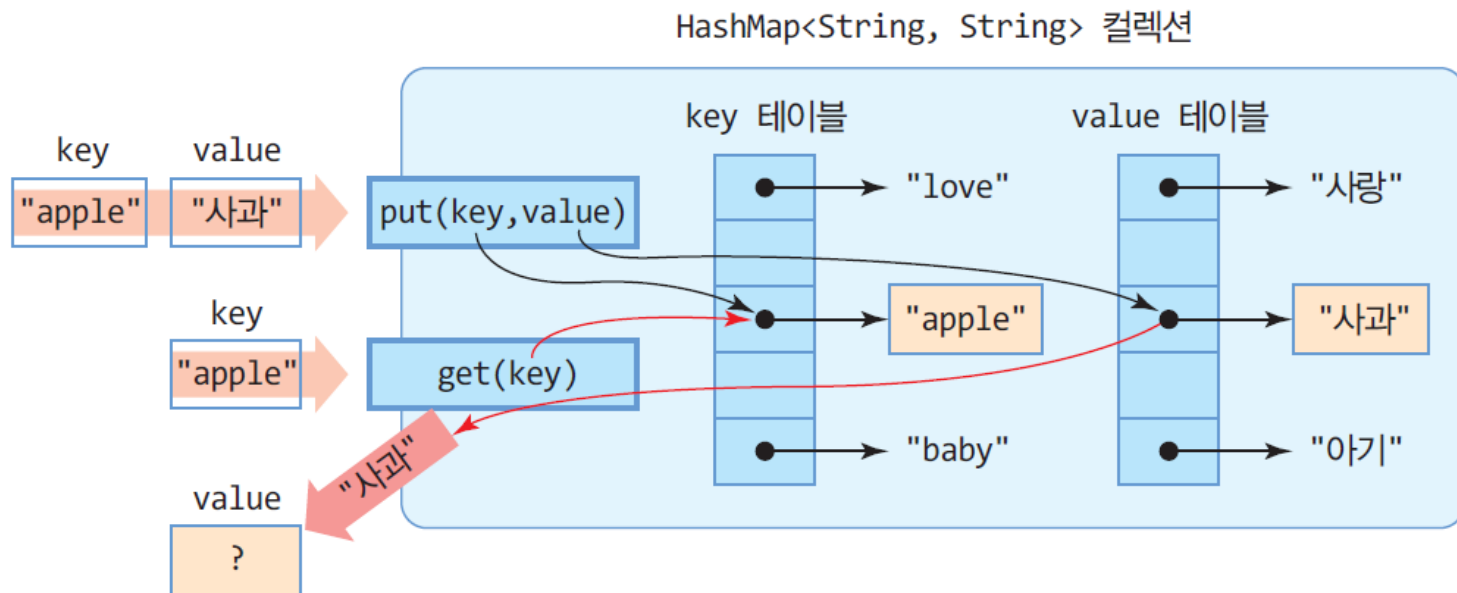 HashMap<String, String> 컬렉션
key 테이블
value 테이블
key
value
"apple"
"사과"
put(key,value)
"love"
"사랑"
"apple"
"사과"
key
"apple"
get(key)
"사과"
"baby"
"아기"
value
?